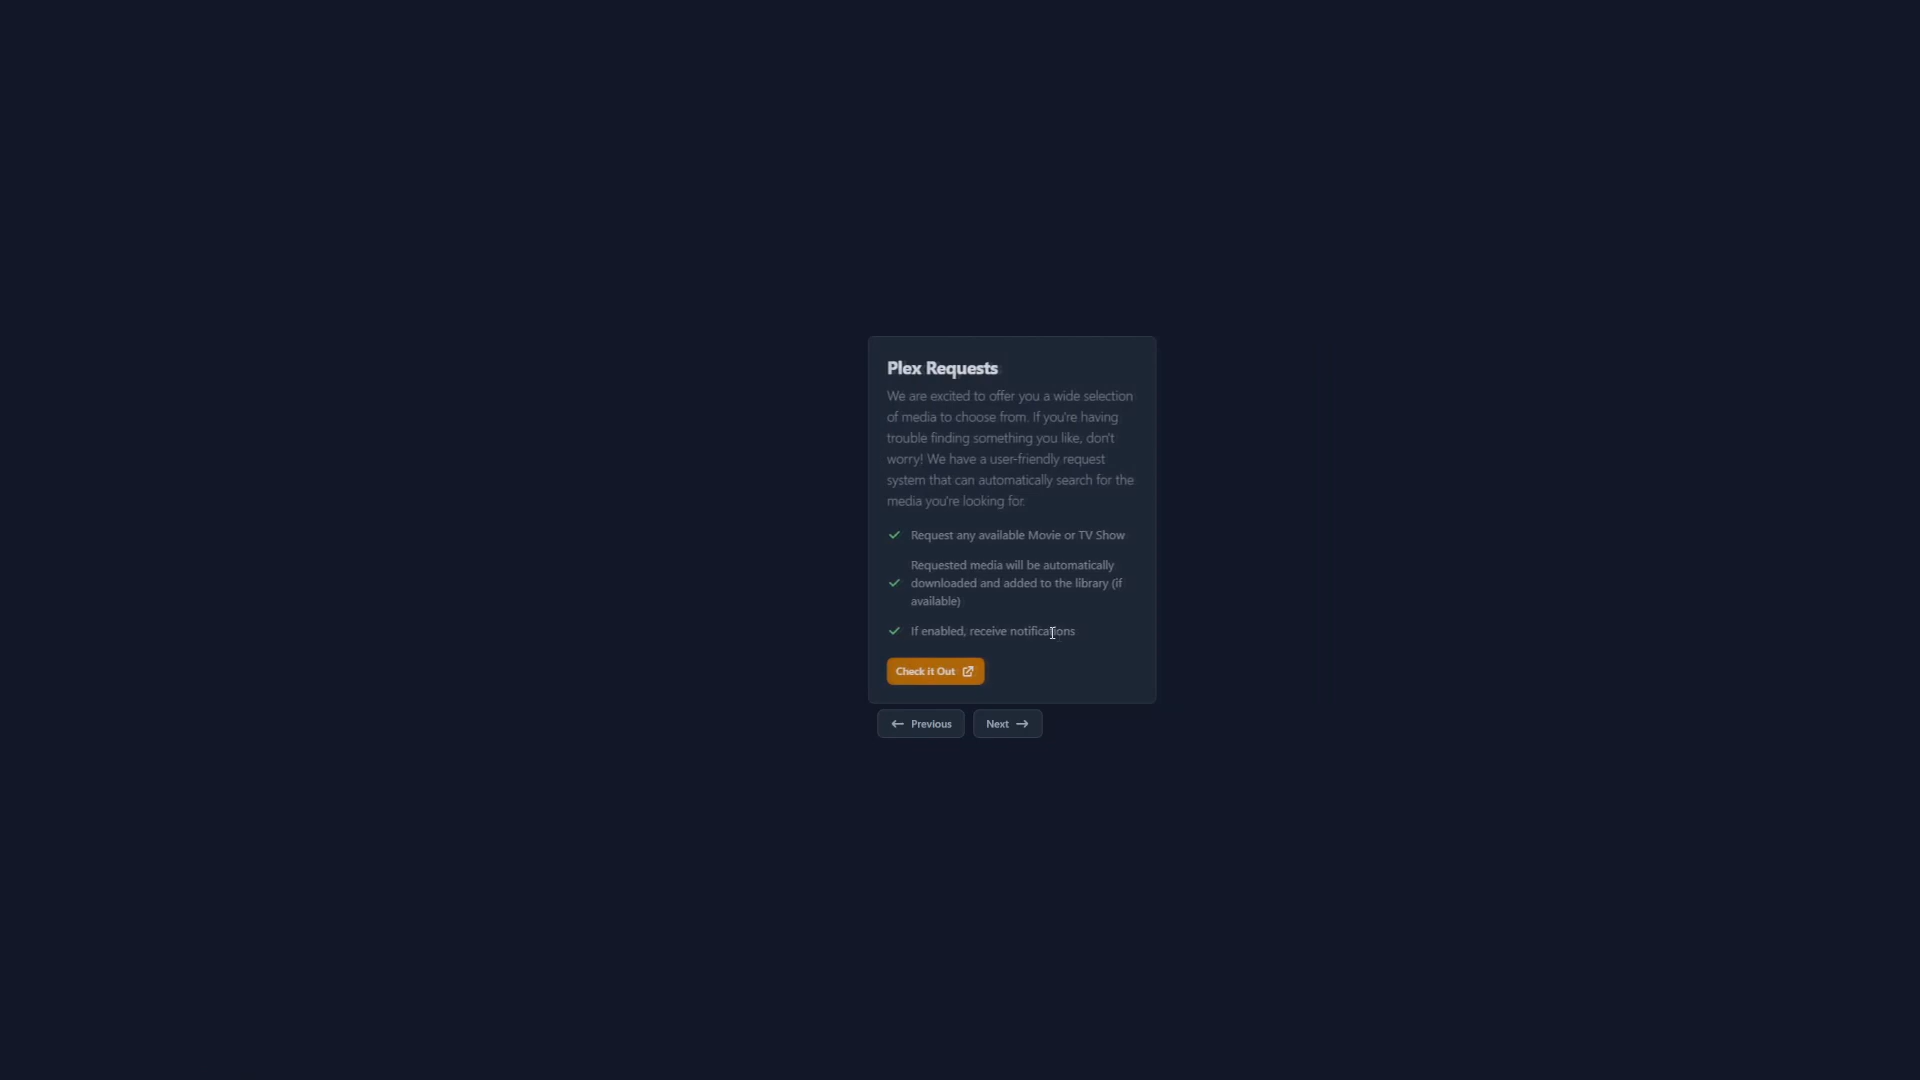 Plex Requests
We are excited to offer you a wide selection
of media to choose from. If you're having
trouble finding something you like, don't
worry! We have a user-friendly request
system that can automatically search for the
media you're looking for.
Request any available Movie or TV Show
Requested media will be automatically
downloaded and added to the library (if
available)
If enabled, receive notifications
Check it Out
Previous
Next